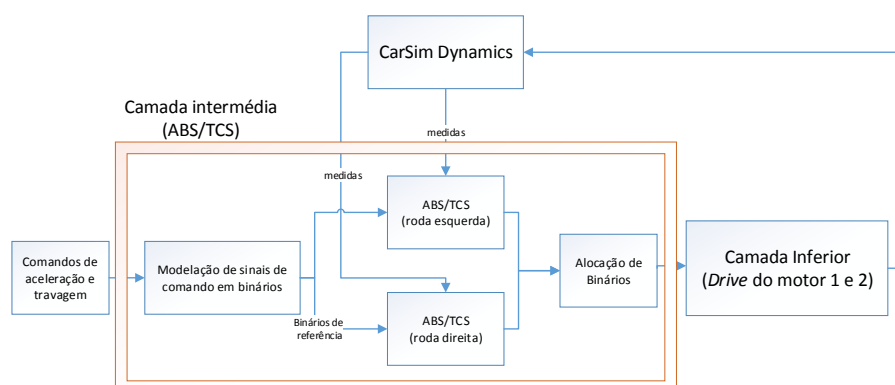 CarSim Dynamics
Camada intermédia
(ABS/TCS)
medidas
medidas
ABS/TCS
(roda esquerda)
Comandos de
aceleração e
travagem
Modelação de sinais de
comando em binários
Alocação de
Binários
Camada Inferior
(Drive do motor 1 e 2)
Binários de
referência
ABS/TCS
(roda direita)